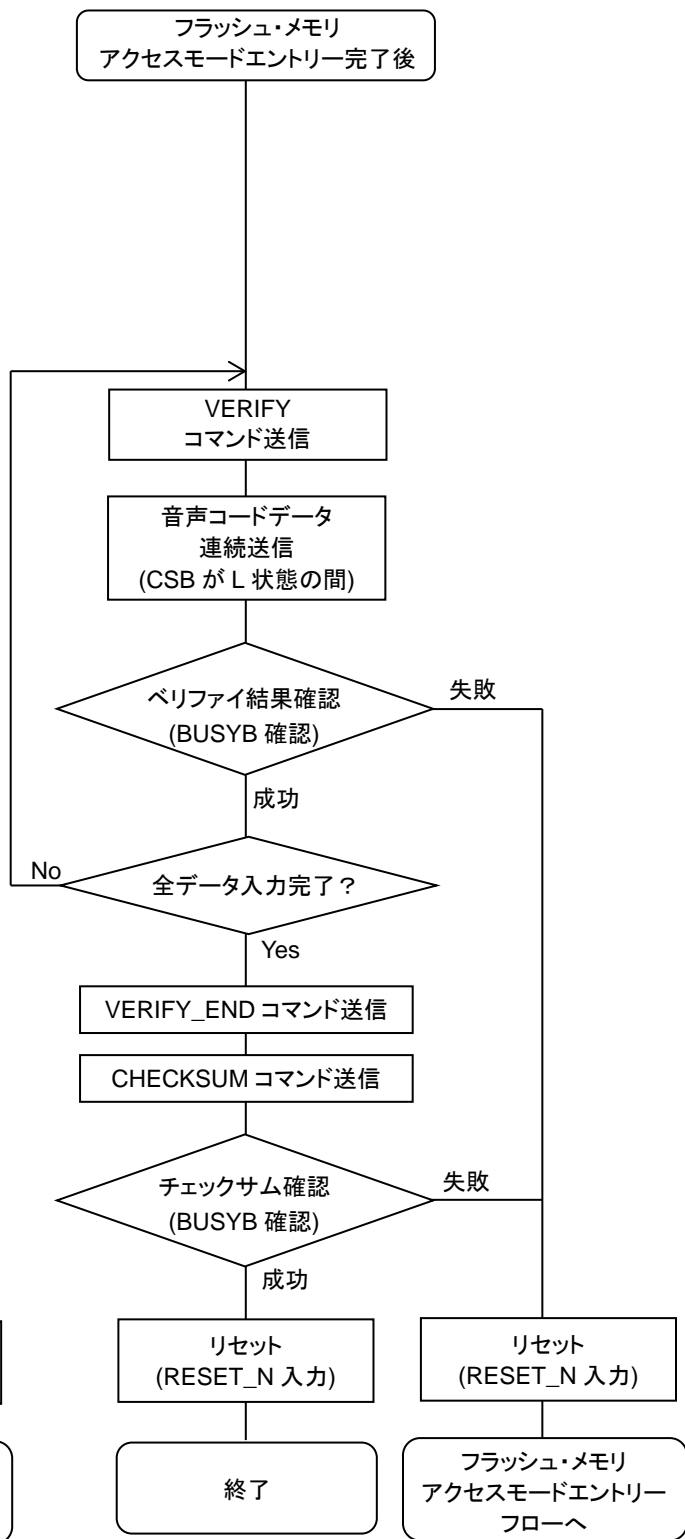 フラッシュ・メモリ
アクセスモードエントリー完了後
VERIFY
コマンド送信
音声コードデータ
連続送信
(CSB が L 状態の間)
ベリファイ結果確認
(BUSYB 確認)
失敗
成功
No
全データ入力完了？
Yes
VERIFY_END コマンド送信
CHECKSUM コマンド送信
チェックサム確認
(BUSYB 確認)
失敗
成功
リセット
(RESET_N 入力)
リセット
(RESET_N 入力)
終了
フラッシュ・メモリ
アクセスモードエントリー
フローへ